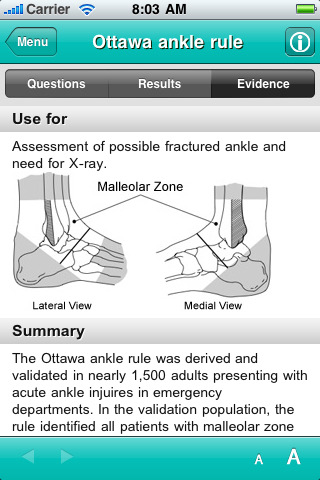 Carrier 8:03 AM
Menu Ottawa ankle rule
Questions Results Evidence
Use for
Assessment of possible fractured ankle and
need for X-ray.
Malleolar Zone
Lateral View Medial View
Summary
The Ottawa ankle rule was derived and
validated in nearly 1,500 adults presenting with
acute ankle injuires in emergency
departments. In the validation population, the
rule identified all patients with malleolar zone
A A